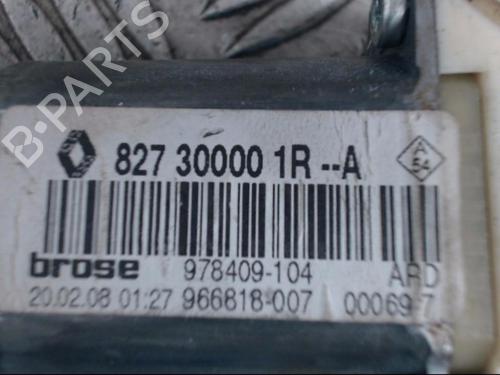 B-PARTS
827 30000 1R --A
A
54
brose 978409-104 ARD
20.02.08 01:27 966818-007 00069-7